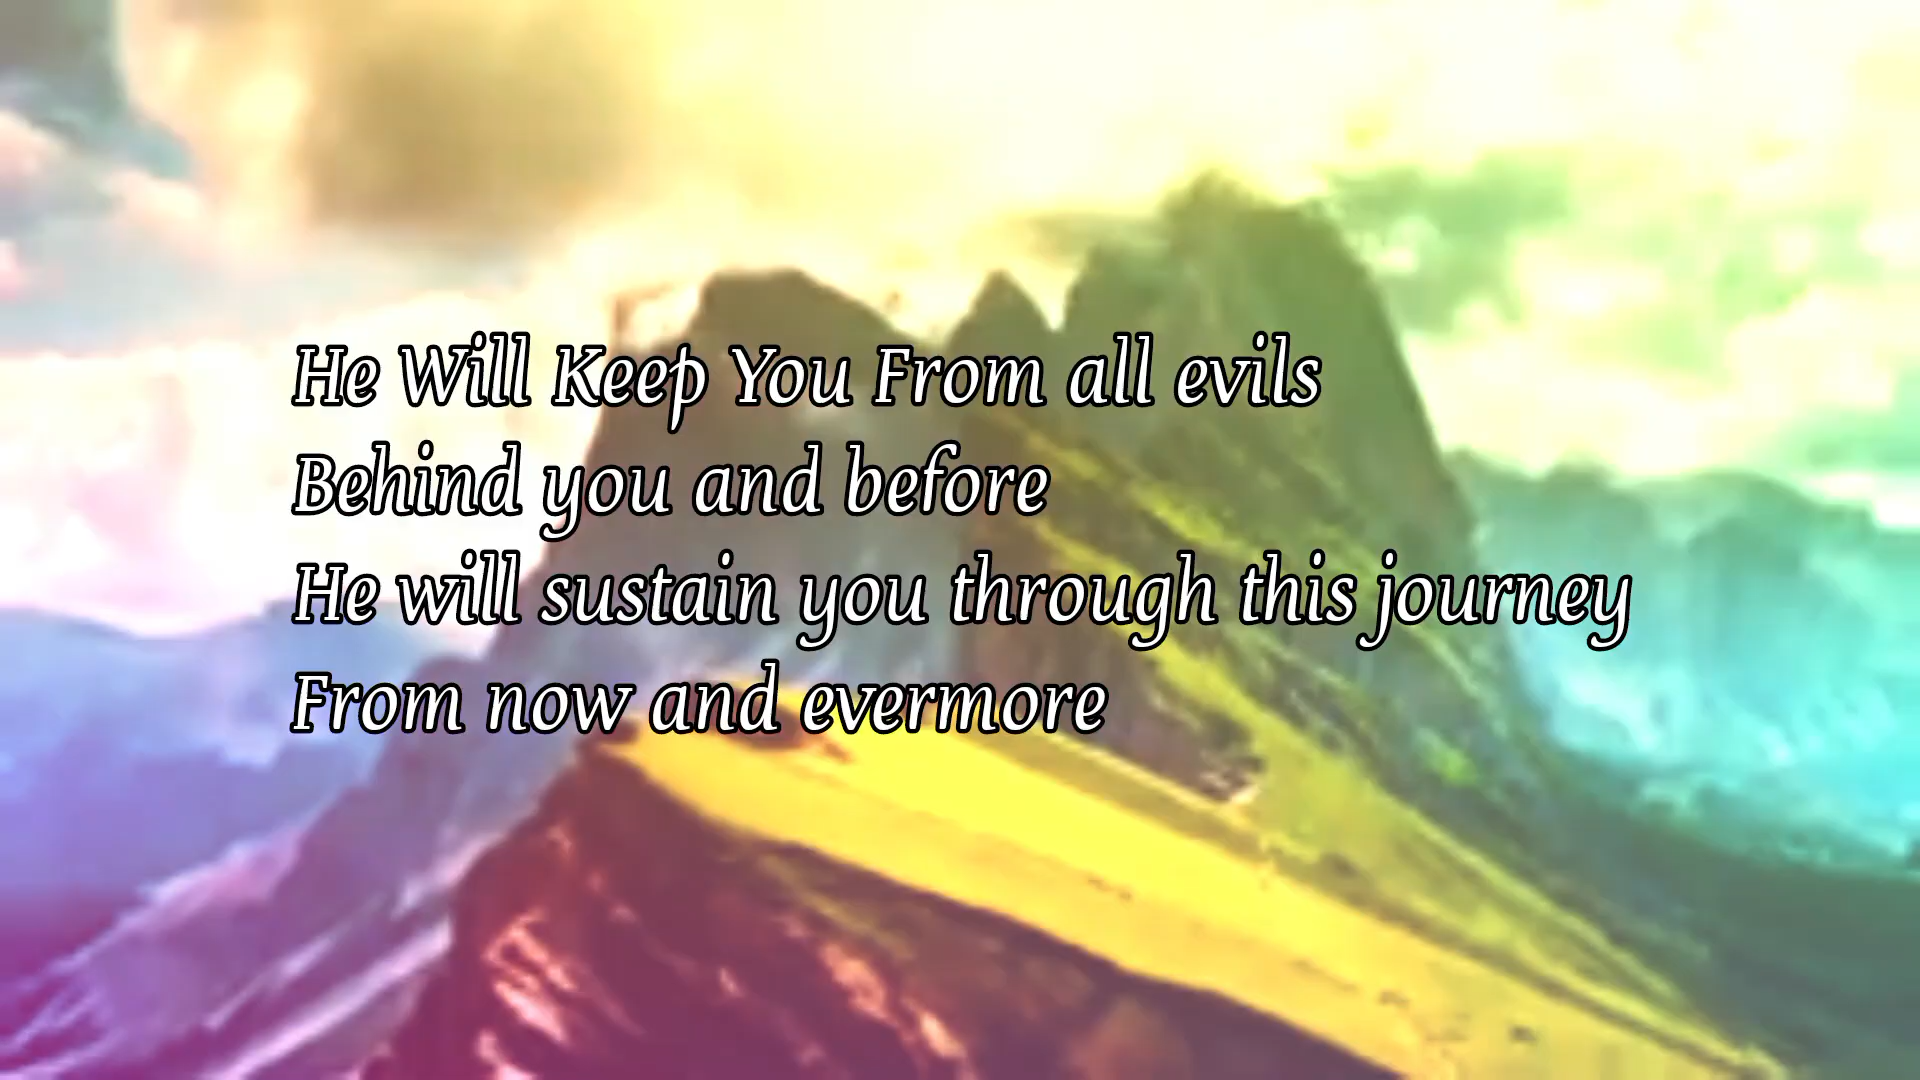 He Will Keep You From all evils
Behind you and before
He will sustain you through this journey
From now and evermore